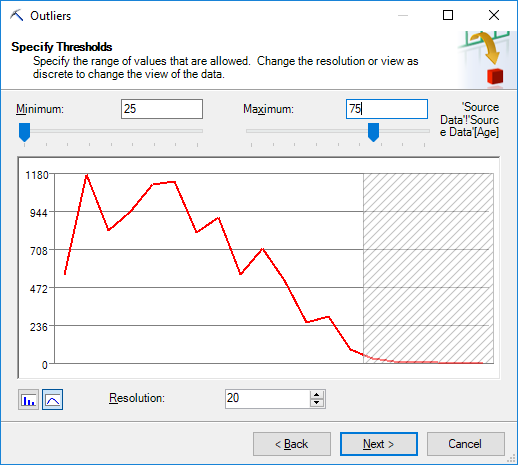 Outliers
Specify Thresholds
Specify the range of values that are allowed. Change the resolution or view as
discrete to change the view of the data.
Minimum: 25 Maximum: 75
'Source
Data'!'Sourc
e Data'[Age]
1180
944
708
472
236
0
Resolution: 20
< Back Next > Cancel